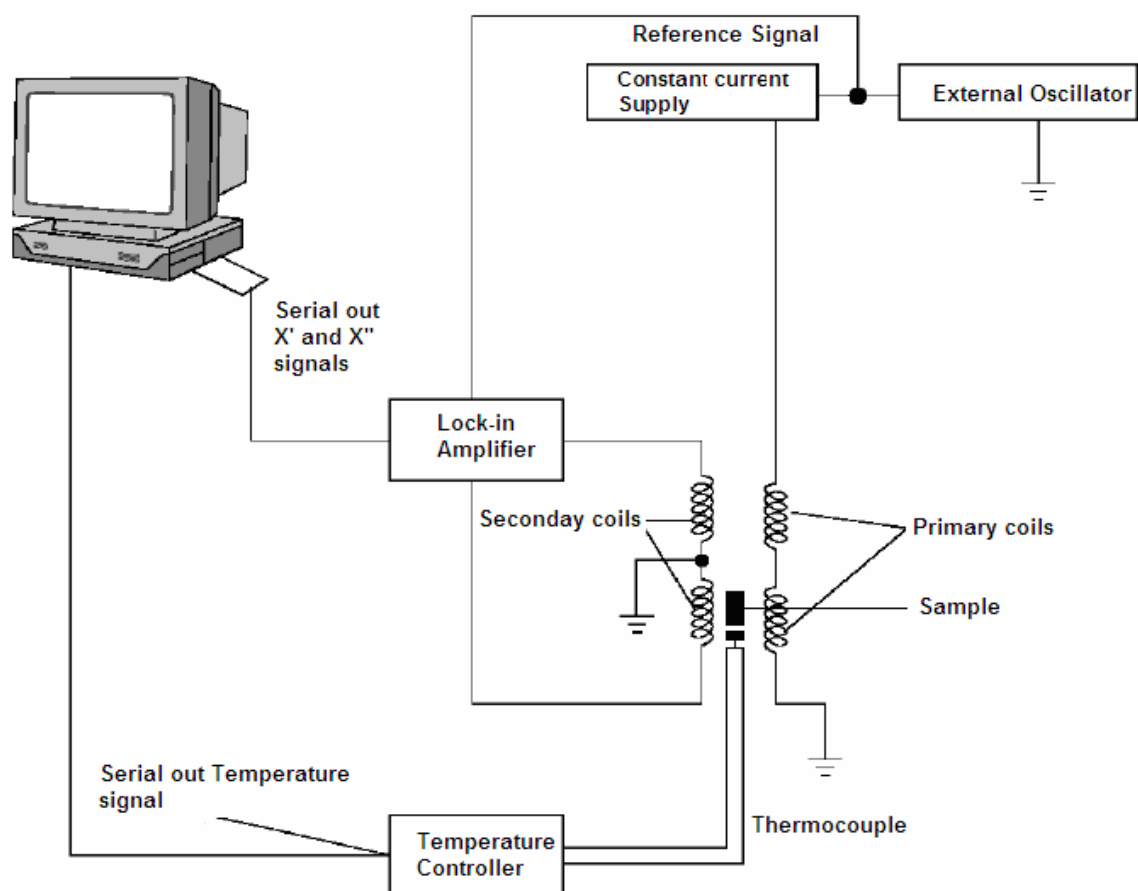 Reference Signal
Constant current
Supply
External Oscillator
Serial out
X' and X"
signals
Lock-in
Amplifier
Seconday coils
Primary coils
Sample
Serial out Temperature
signal
Thermocouple
Temperature
Controller